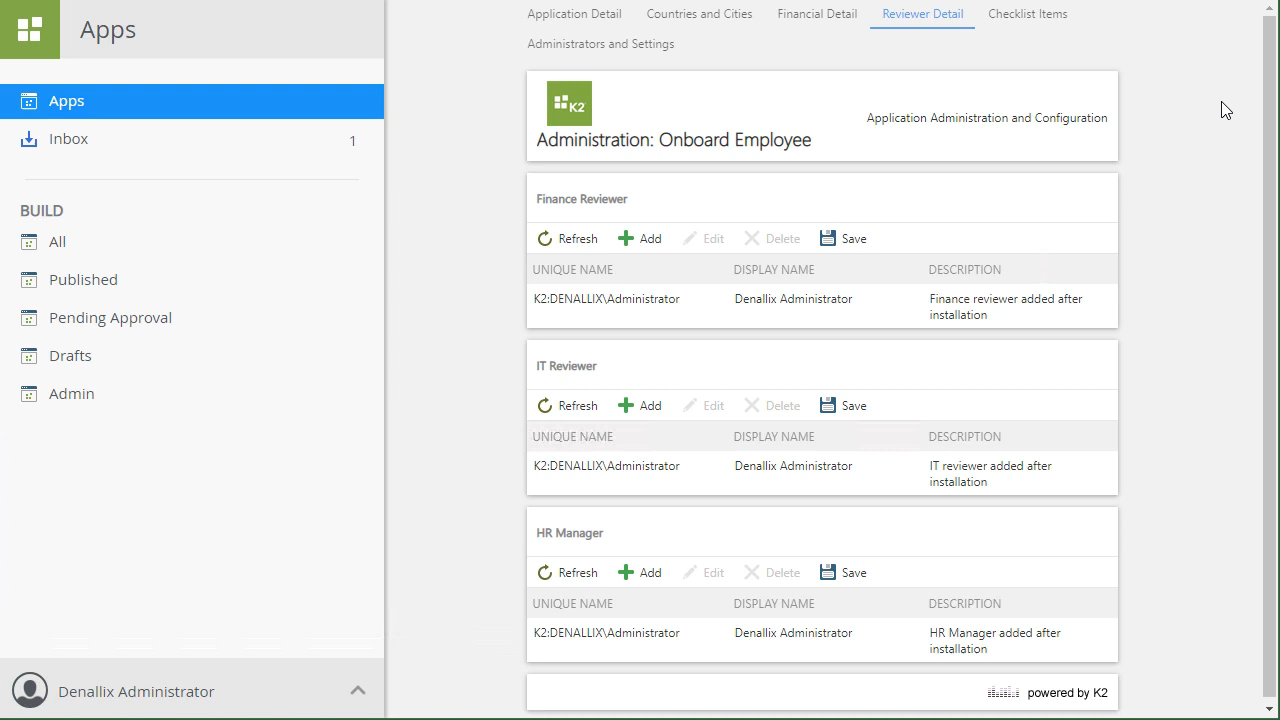 Apps
Apps
Inbox 1
BUILD
All
Published
Pending Approval
Drafts
Admin
Denallix Administrator
Application Detail Countries and Cities Financial Detail Reviewer Detail Checklist Items
Administrators and Settings
K2
Application Administration and Configuration
Administration: Onboard Employee
Finance Reviewer
Refresh Add Edit Delete Save
UNIQUE NAME DISPLAY NAME DESCRIPTION
K2:DENALLIX\Administrator Denallix Administrator Finance reviewer added after
installation
IT Reviewer
Refresh Add Edit Delete Save
UNIQUE NAME DISPLAY NAME DESCRIPTION
K2:DENALLIX\Administrator Denallix Administrator IT reviewer added after
installation
HR Manager
Refresh Add Edit Delete Save
UNIQUE NAME DISPLAY NAME DESCRIPTION
K2:DENALLIX\Administrator Denallix Administrator HR Manager added after
installation
powered by K2